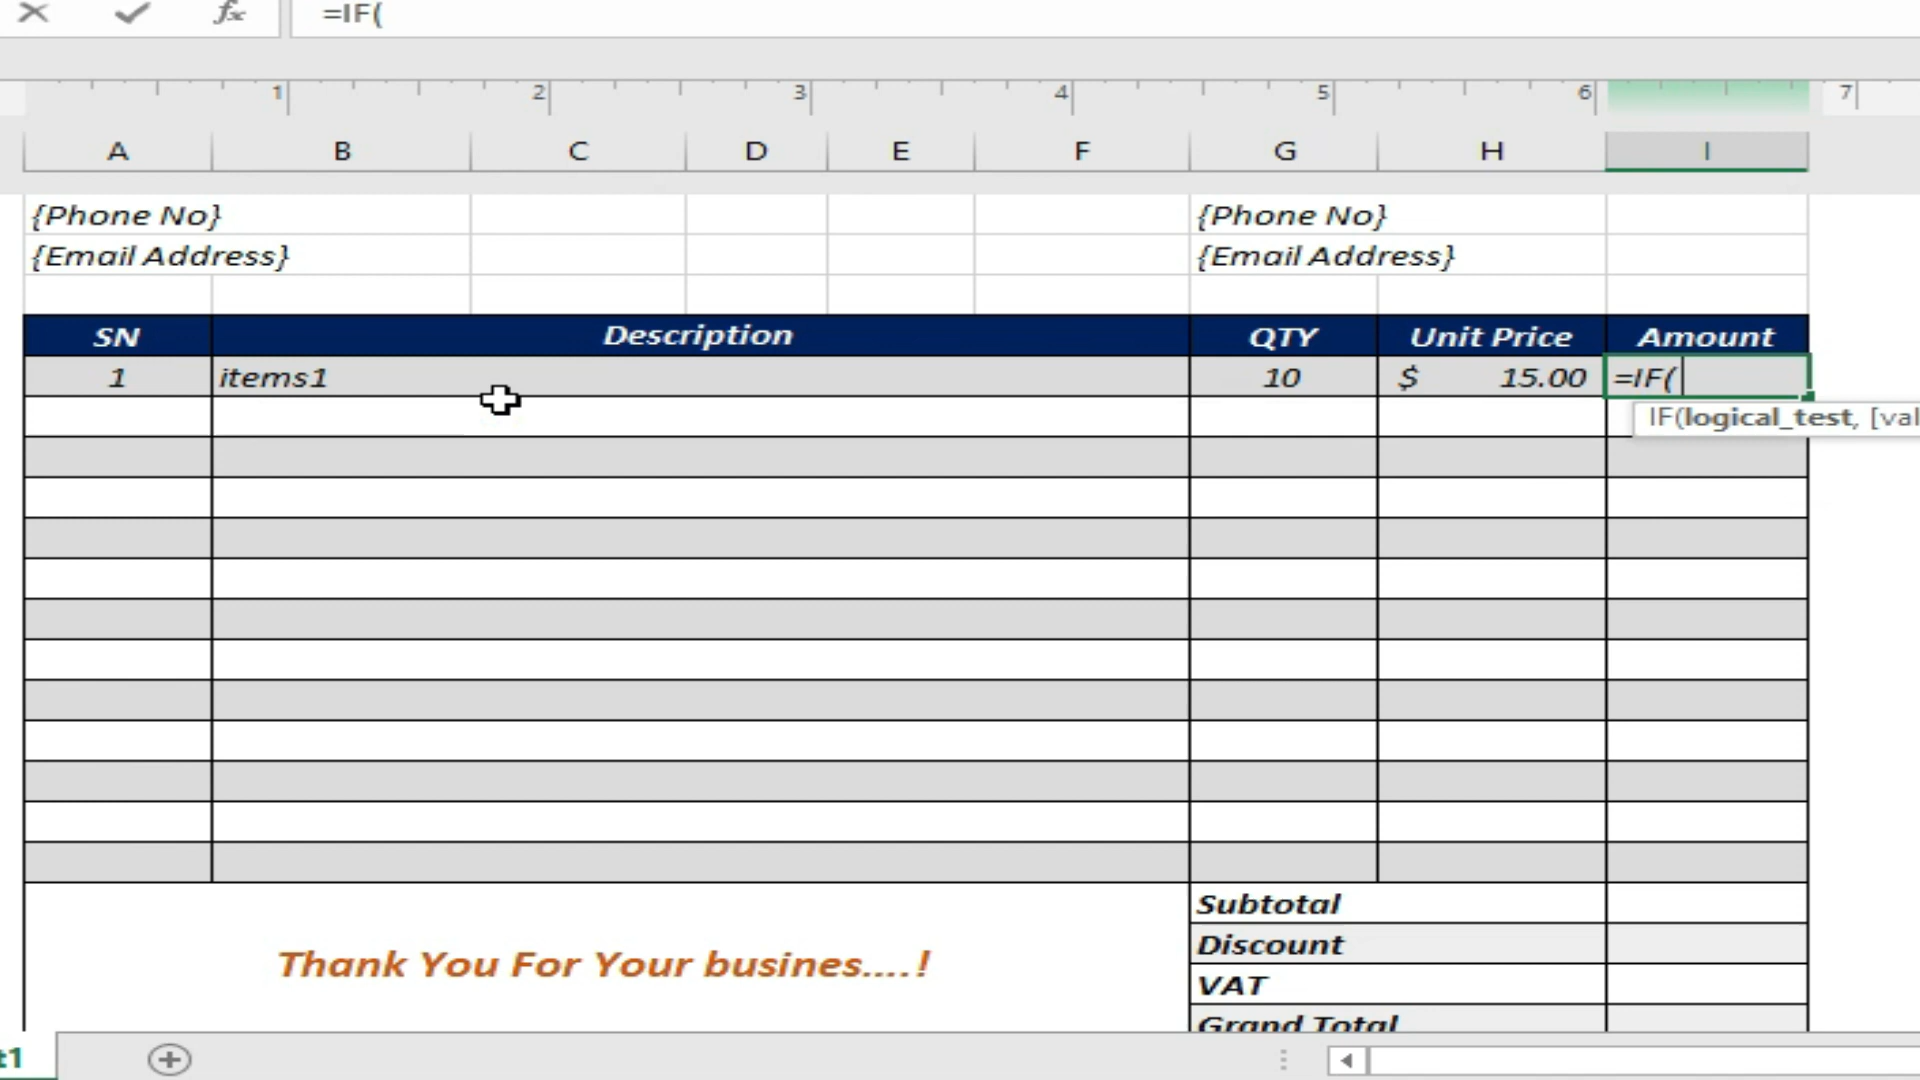 =IF(
1 2 3 4 5 6 7
A B C D E F G H I
{Phone No} {Phone No}
{Email Address} {Email Address}
SN Description QTY Unit Price Amount
1 items1 10 $ 15.00 =IF(
IF(logical_test, [val
Subtotal
Discount
Thank You For Your busines....!
VAT
Grand Total
t1